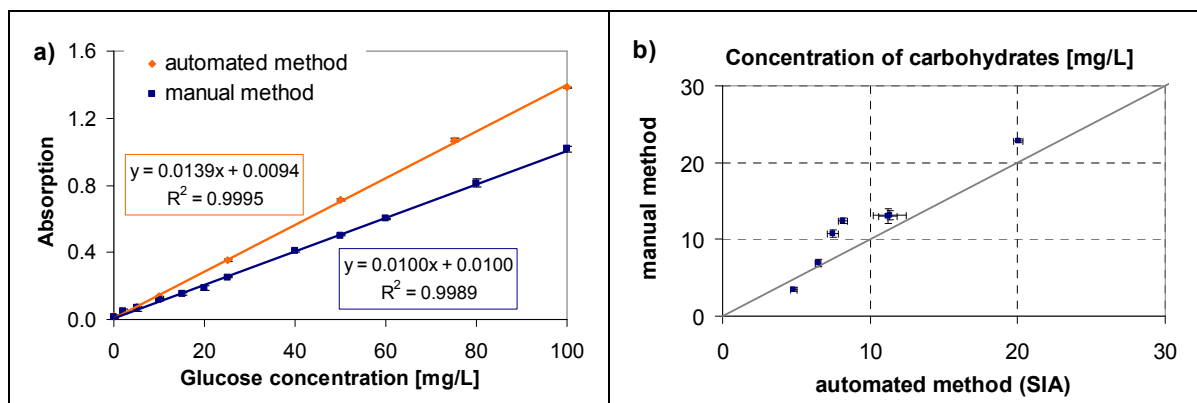 a)
automated method
manual method
Absorption
1.6
1.2
0.8
0.4
0.0
y = 0.0139x + 0.0094
R² = 0.9995
y = 0.0100x + 0.0100
R² = 0.9989
0 20 40 60 80 100
Glucose concentration [mg/L]
b)
Concentration of carbohydrates [mg/L]
manual method
30
20
10
0
0 10 20 30
automated method (SIA)